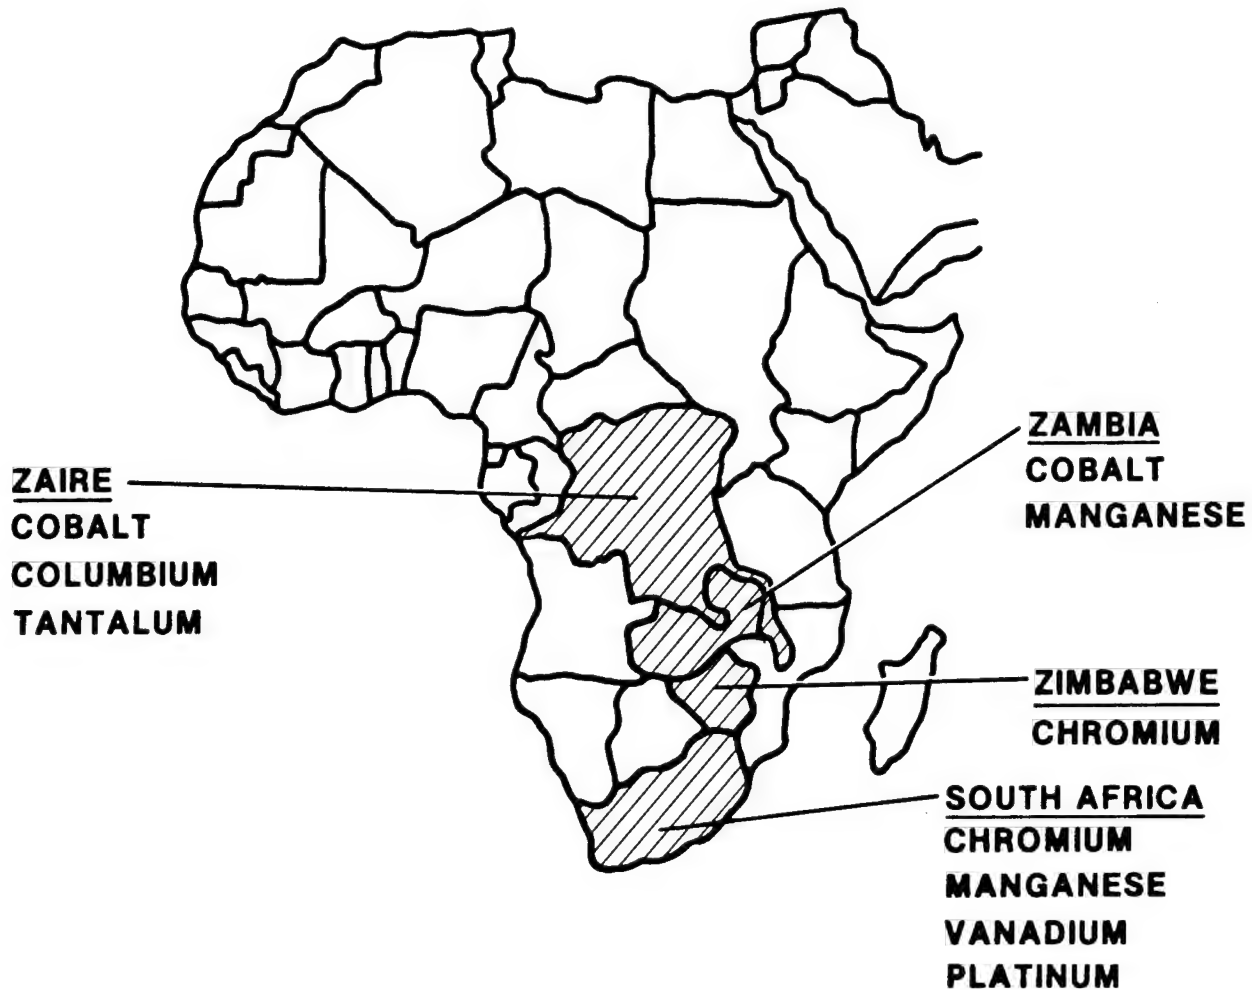 ZAIRE
COBALT
COLUMBIUM
TANTALUM
ZAMBIA
COBALT
MANGANESE
ZIMBABWE
CHROMIUM
SOUTH AFRICA
CHROMIUM
MANGANESE
VANADIUM
PLATINUM